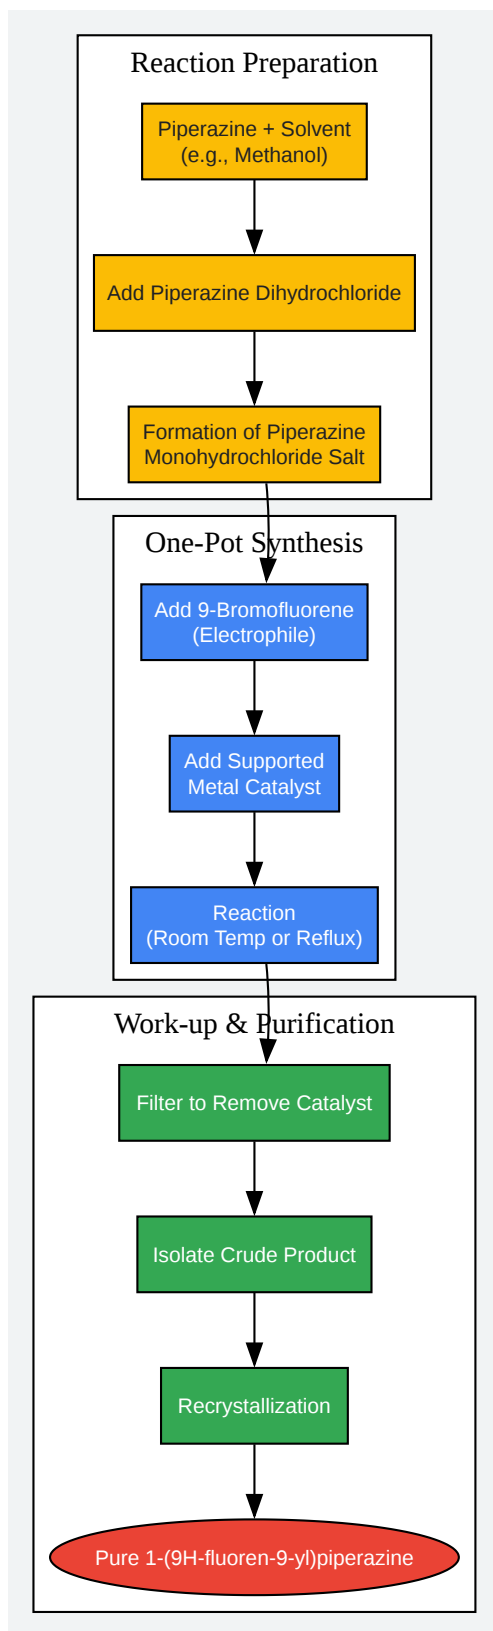 Reaction Preparation
Piperazine + Solvent
(e.g., Methanol)
Add Piperazine Dihydrochloride
Formation of Piperazine
Monohydrochloride Salt
One-Pot Synthesis
Add 9-Bromofluorene
(Electrophile)
Add Supported
Metal Catalyst
Reaction
(Room Temp or Reflux)
Work-up & Purification
Filter to Remove Catalyst
Isolate Crude Product
Recrystallization
Pure 1-(9H-fluoren-9-yl)piperazine